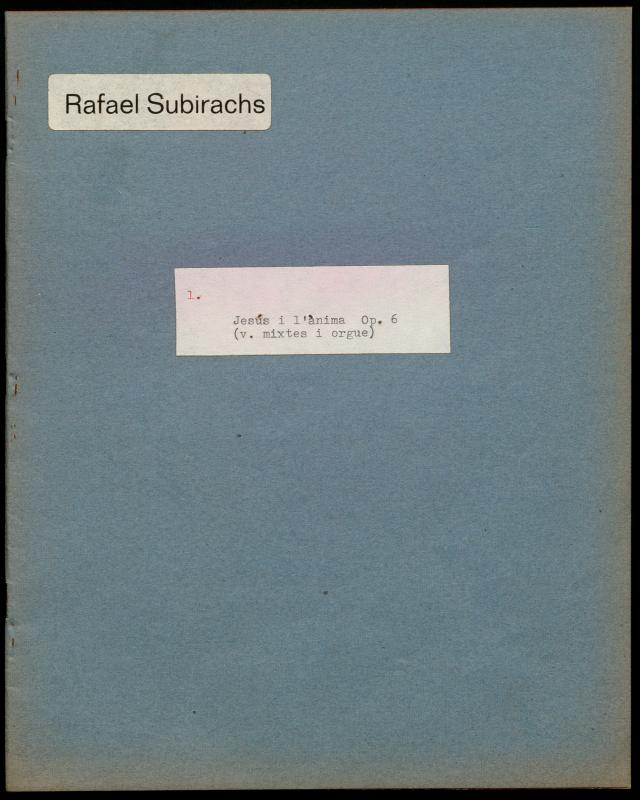 Rafael Subirachs
1.
Jesús i l'ànima Op. 6
(v. mixtes i orgue)